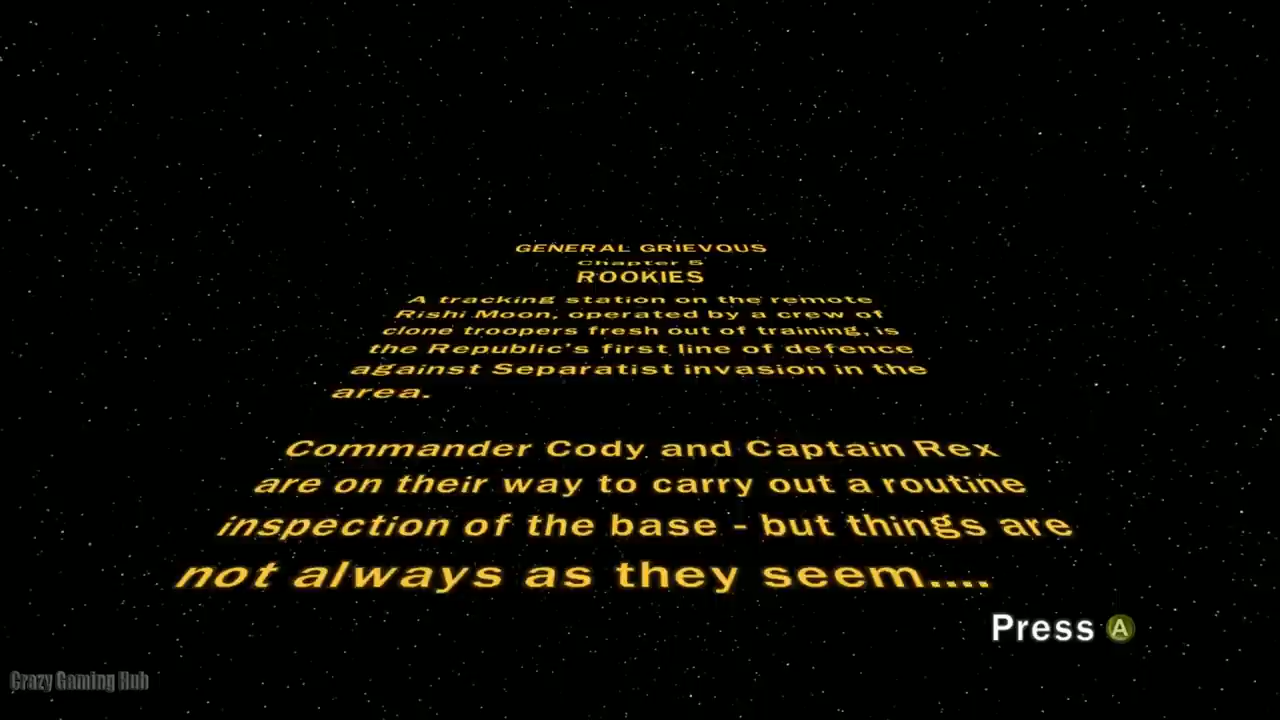 GENERAL GRIEVOUS
Chapter 5
ROOKIES
A tracking station on the remote
Rishi Moon, operated by a crew of
clone troopers fresh out of training, is
the Republic's first line of defence
against Separatist invasion in the
area.
Commander Cody and Captain Rex
are on their way to carry out a routine
inspection of the base - but things are
not always as they seem....
Press A
Crazy Gaming Hub